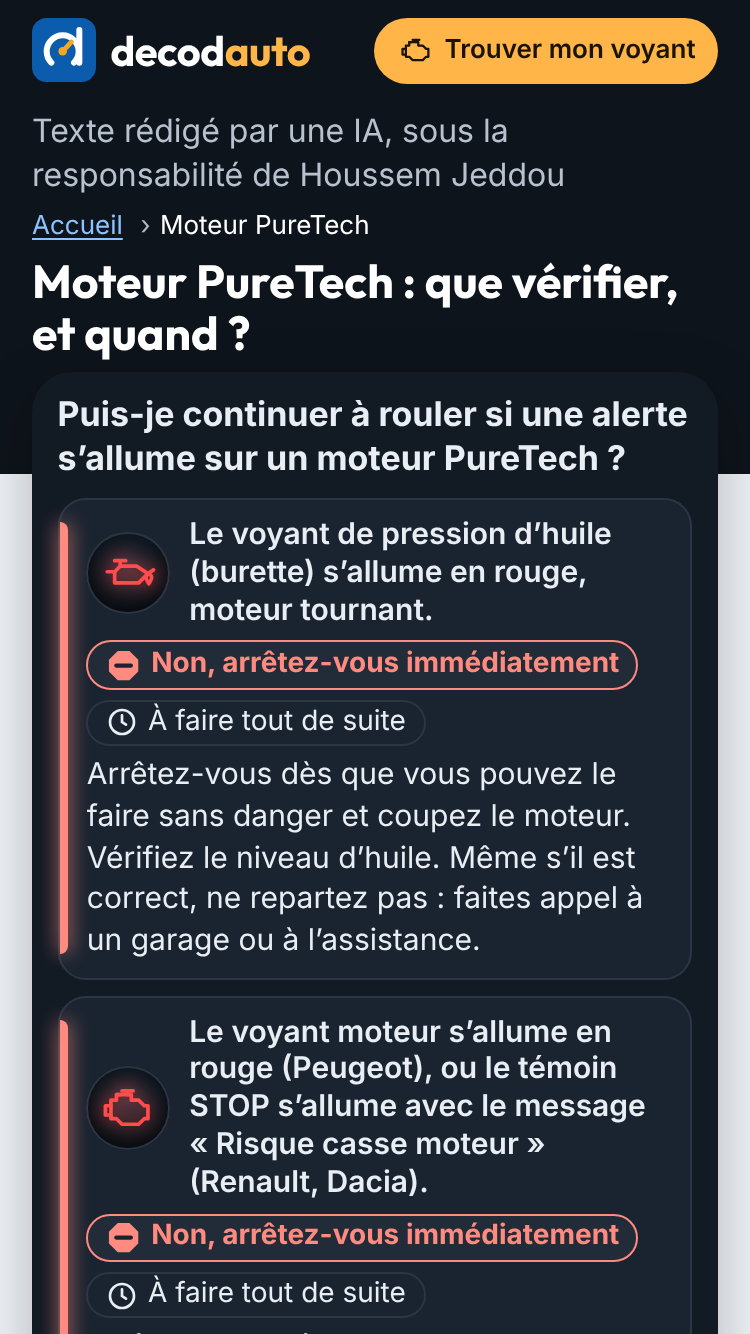 decodauto
Trouver mon voyant
Texte rédigé par une IA, sous la
responsabilité de Houssem Jeddou
Accueil › Moteur PureTech
Moteur PureTech : que vérifier,
et quand ?
Puis-je continuer à rouler si une alerte
s’allume sur un moteur PureTech ?
Le voyant de pression d’huile
(burette) s’allume en rouge,
moteur tournant.
Non, arrêtez-vous immédiatement
À faire tout de suite
Arrêtez-vous dès que vous pouvez le
faire sans danger et coupez le moteur.
Vérifiez le niveau d’huile. Même s’il est
correct, ne repartez pas : faites appel à
un garage ou à l’assistance.
Le voyant moteur s’allume en
rouge (Peugeot), ou le témoin
STOP s’allume avec le message
« Risque casse moteur »
(Renault, Dacia).
Non, arrêtez-vous immédiatement
À faire tout de suite